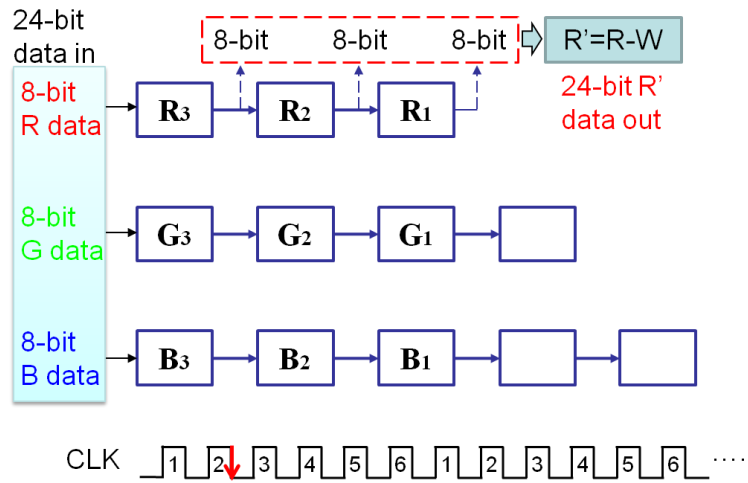 24-bit
data in
8-bit
R data
8-bit 8-bit 8-bit
R’=R-W
24-bit R’
data out
R3 R2 R1
8-bit
G data
G3 G2 G1
8-bit
B data
B3 B2 B1
CLK 1 2 3 4 5 6 1 2 3 4 5 6 ····